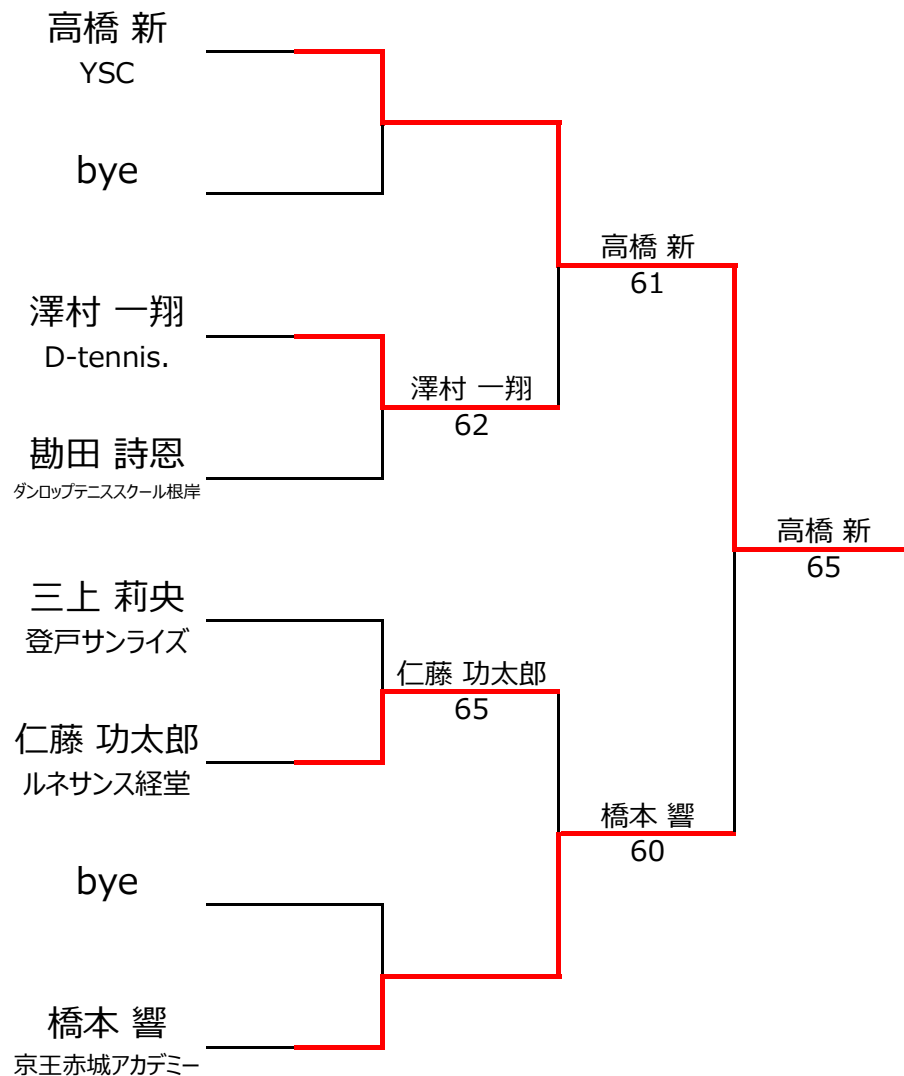 高橋 新
YSC
bye
澤村 一翔
D-tennis.
勘田 詩恩
ダンロップテニススクール根岸
三上 莉央
登戸サンライズ
仁藤 功太郎
ルネサンス経堂
bye
橋本 響
京王赤城アカデミー
澤村 一翔
62
仁藤 功太郎
65
高橋 新
61
橋本 響
60
高橋 新
65